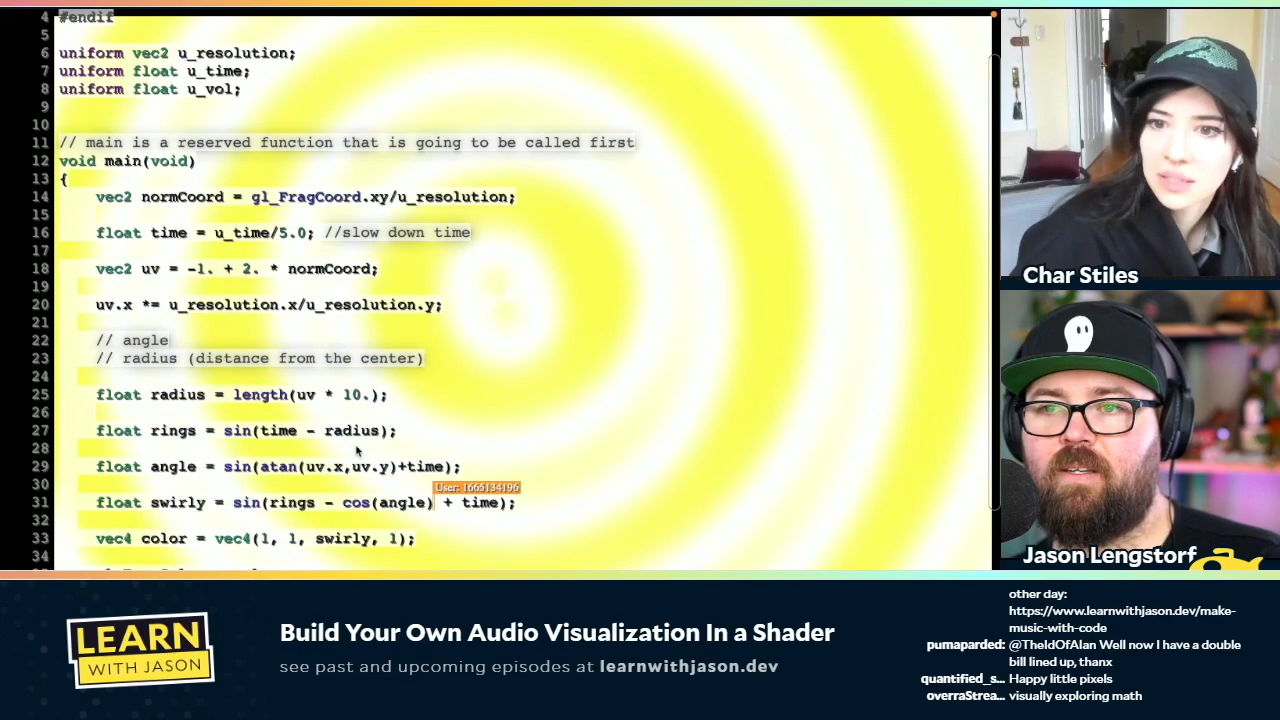 4 #endif
5
6 uniform vec2 u_resolution;
7 uniform float u_time;
8 uniform float u_vol;
9
10
11 // main is a reserved function that is going to be called first
12 void main(void)
13 {
14 vec2 normCoord = gl_FragCoord.xy/u_resolution;
15
16 float time = u_time/5.0; //slow down time
17
18 vec2 uv = -1. + 2. * normCoord;
19
20 uv.x *= u_resolution.x/u_resolution.y;
21
22 // angle
23 // radius (distance from the center)
24
25 float radius = length(uv * 10.);
26
27 float rings = sin(time - radius);
28
29 float angle = sin(atan(uv.x,uv.y)+time);
30
User: 1665134196
31 float swirly = sin(rings - cos(angle) + time);
32
33 vec4 color = vec4(1, 1, swirly, 1);
34
Char Stiles
Jason Lengstorf
LEARN
WITH JASON
Build Your Own Audio Visualization In a Shader
see past and upcoming episodes at learnwithjason.dev
other day:
https://www.learnwithjason.dev/make-
music-with-code
pumaparded: @TheIdOfAlan Well now I have a double
bill lined up, thanx
quantified_s... Happy little pixels
overraStrea... visually exploring math